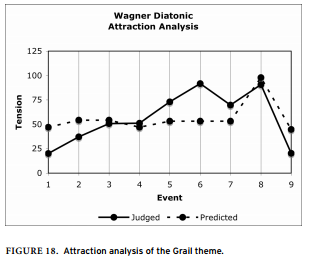 Wagner Diatonic
Attraction Analysis
125
100
75
50
25
0
Tension
1 2 3 4 5 6 7 8 9
Event
Judged Predicted
FIGURE 18. Attraction analysis of the Grail theme.